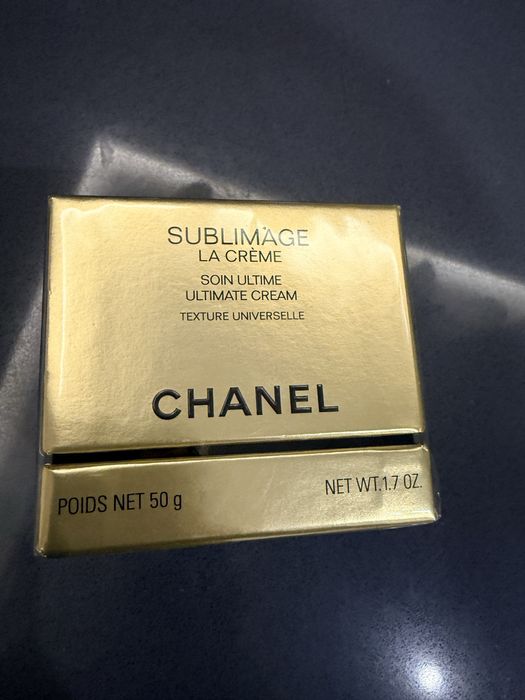 SUBLIMAGE
LA CRÈME
SOIN ULTIME
ULTIMATE CREAM
TEXTURE UNIVERSELLE
CHANEL
POIDS NET 50 g
NET WT.1.7 OZ.